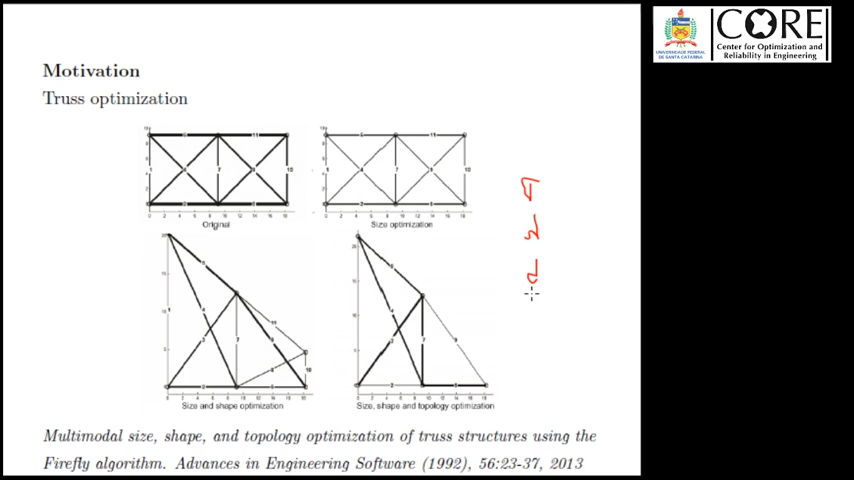 UNIVERSIDADE FEDERAL
DE SANTA CATARINA
CORE
Center for Optimization and
Reliability in Engineering
Motivation
Truss optimization
Original
Size optimization
Size and shape optimization
Size, shape and topology optimization
Multimodal size, shape, and topology optimization of truss structures using the
Firefly algorithm. Advances in Engineering Software (1992), 56:23-37, 2013